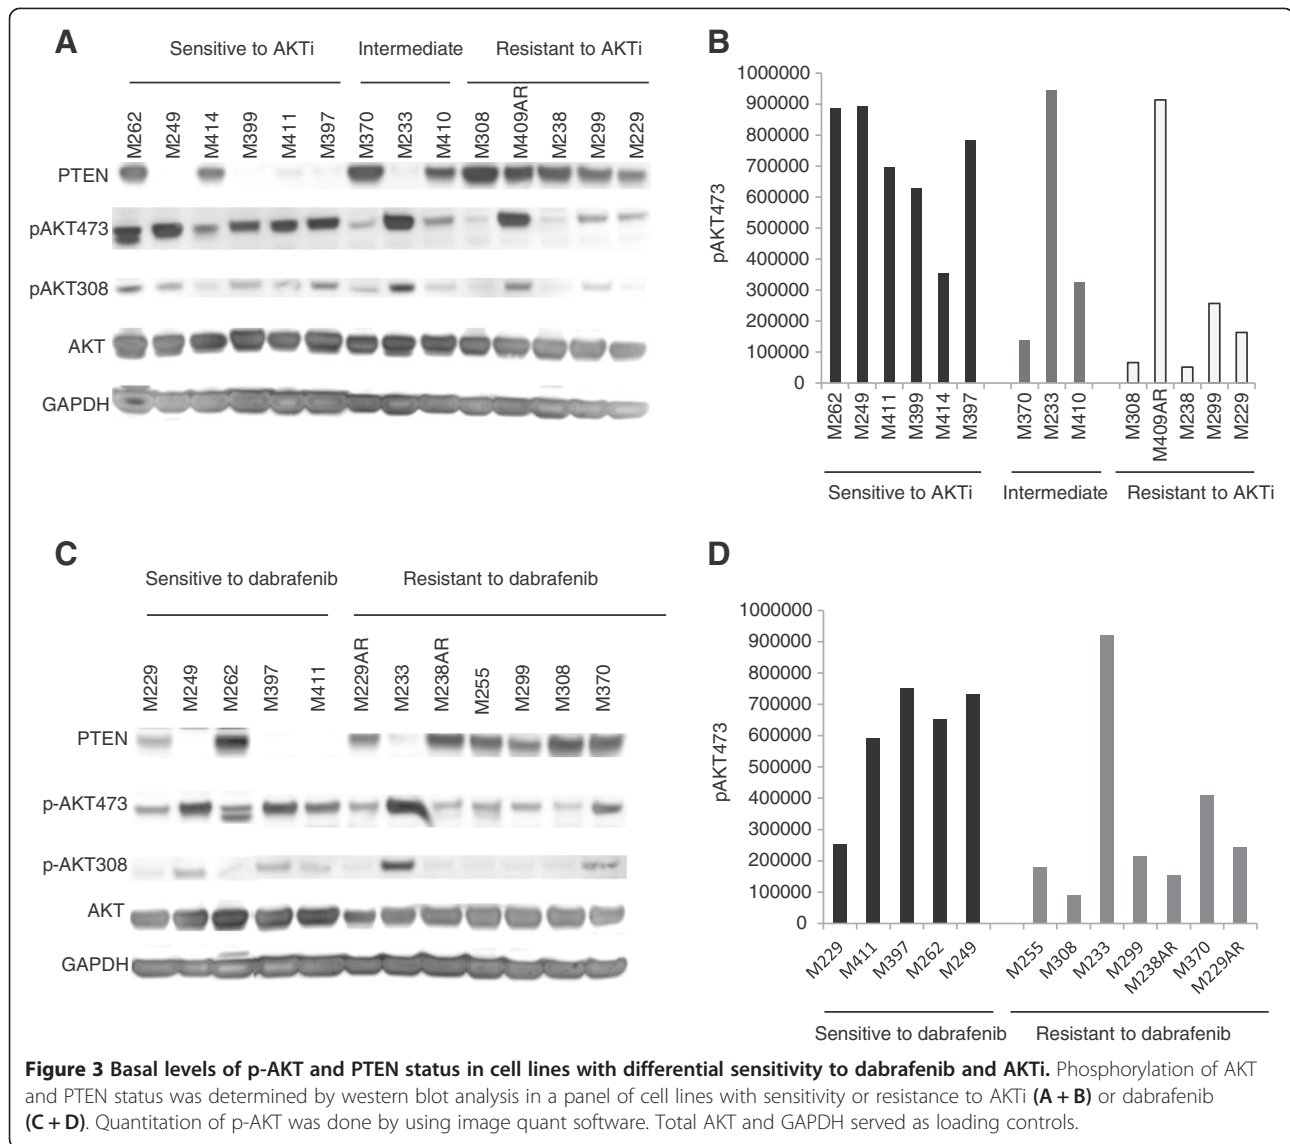 A
Sensitive to AKTi Intermediate Resistant to AKTi
M262 M249 M414 M399 M411 M397 M370 M233 M410 M308 M409AR M238 M299 M229
PTEN
pAKT473
pAKT308
AKT
GAPDH
B
1000000
900000
800000
700000
600000
500000
400000
300000
200000
100000
0
pAKT473
M262 M249 M411 M399 M414 M397 M370 M233 M410 M308 M409AR M238 M299 M229
Sensitive to AKTi Intermediate Resistant to AKTi
C
Sensitive to dabrafenib Resistant to dabrafenib
M229 M249 M262 M397 M411 M229AR M233 M238AR M255 M299 M308 M370
PTEN
p-AKT473
p-AKT308
AKT
GAPDH
D
1000000
900000
800000
700000
600000
500000
400000
300000
200000
100000
0
pAKT473
M229 M411 M397 M262 M249 M255 M308 M233 M299 M238AR M370 M229AR
Sensitive to dabrafenib Resistant to dabrafenib
Figure 3 Basal levels of p-AKT and PTEN status in cell lines with differential sensitivity to dabrafenib and AKTi. Phosphorylation of AKT
and PTEN status was determined by western blot analysis in a panel of cell lines with sensitivity or resistance to AKTi (A + B) or dabrafenib
(C + D). Quantitation of p-AKT was done by using image quant software. Total AKT and GAPDH served as loading controls.